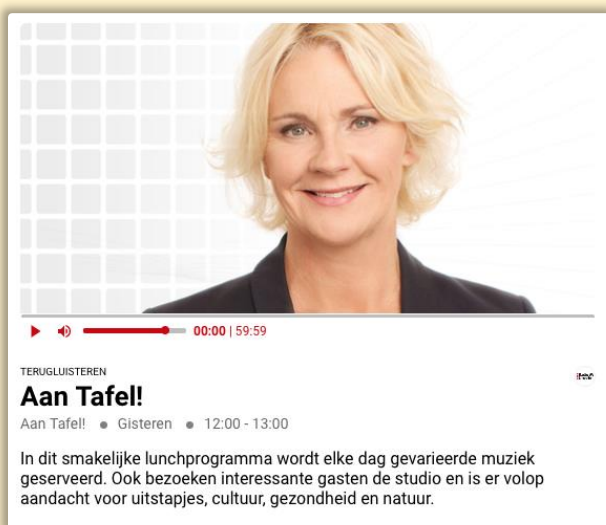 00:00 | 59:59
TERUGLUISTEREN
Aan Tafel!
Aan Tafel! ● Gisteren ● 12:00 - 13:00
In dit smakelijke lunchprogramma wordt elke dag gevarieerde muziek
geserveerd. Ook bezoeken interessante gasten de studio en is er volop
aandacht voor uitstapjes, cultuur, gezondheid en natuur.